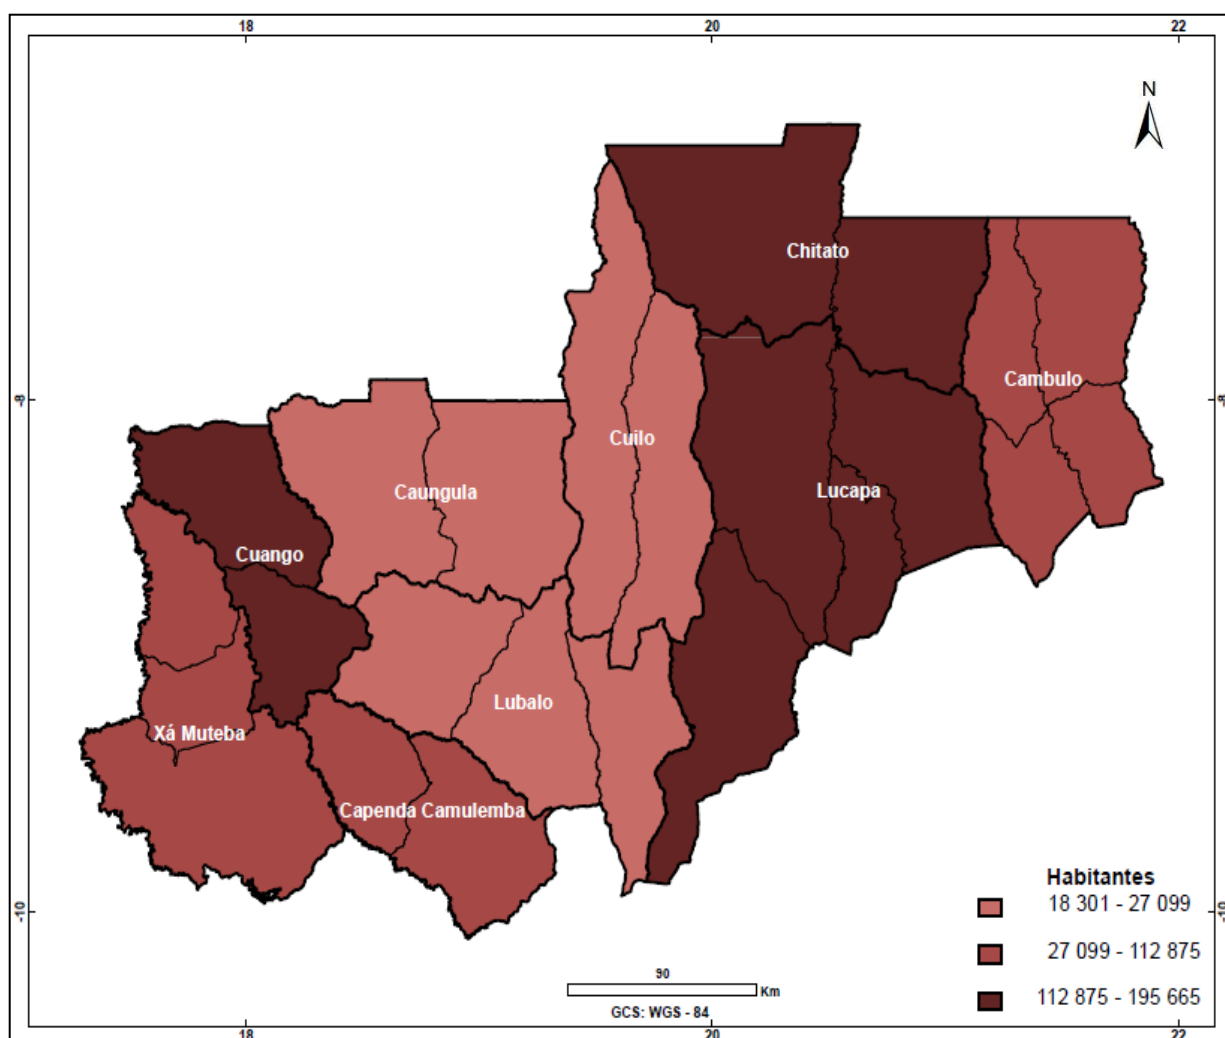 18 20 22
N
Chitato
Cambulo
-8 -8
Cuilo
Caungula
Lucapa
Cuango
Lubalo
Xá Muteba
Capenda Camulemba
Habitantes
18 301 - 27 099
-10 -10
27 099 - 112 875
90
Km
112 875 - 195 665
GCS: WGS - 84
18 20 22